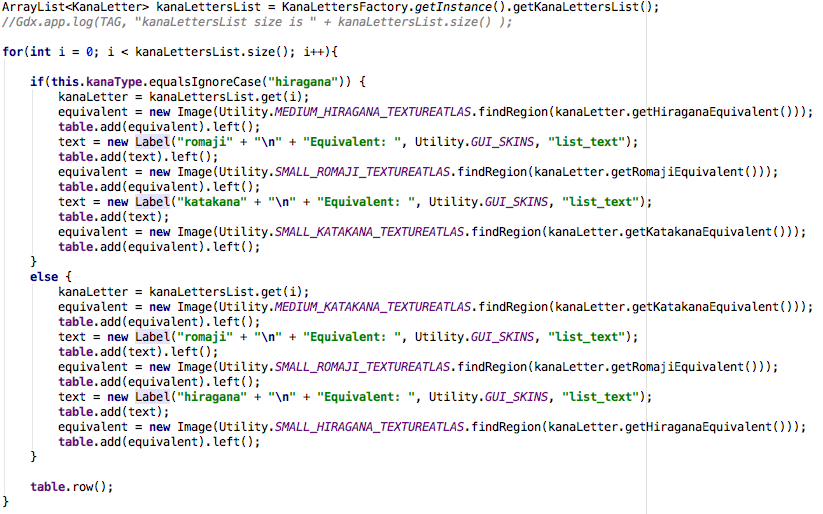 ArrayList<KanaLetter> kanaLettersList = KanaLettersFactory.getInstance().getKanaLettersList();
//Gdx.app.log(TAG, "kanaLettersList size is " + kanaLettersList.size() );
for(int i = 0; i < kanaLettersList.size(); i++){
if(this.kanaType.equalsIgnoreCase("hiragana")) {
kanaLetter = kanaLettersList.get(i);
equivalent = new Image(Utility.MEDIUM_HIRAGANA_TEXTUREATLAS.findRegion(kanaLetter.getHiraganaEquivalent()));
table.add(equivalent).left();
text = new Label("romaji" + "\n" + "Equivalent: ", Utility.GUI_SKINS, "list_text");
table.add(text).left();
equivalent = new Image(Utility.SMALL_ROMAJI_TEXTUREATLAS.findRegion(kanaLetter.getRomajiEquivalent()));
table.add(equivalent).left();
text = new Label("katakana" + "\n" + "Equivalent: ", Utility.GUI_SKINS, "list_text");
table.add(text);
equivalent = new Image(Utility.SMALL_KATAKANA_TEXTUREATLAS.findRegion(kanaLetter.getKatakanaEquivalent()));
table.add(equivalent).left();
}
else {
kanaLetter = kanaLettersList.get(i);
equivalent = new Image(Utility.MEDIUM_KATAKANA_TEXTUREATLAS.findRegion(kanaLetter.getKatakanaEquivalent()));
table.add(equivalent).left();
text = new Label("romaji" + "\n" + "Equivalent: ", Utility.GUI_SKINS, "list_text");
table.add(text).left();
equivalent = new Image(Utility.SMALL_ROMAJI_TEXTUREATLAS.findRegion(kanaLetter.getRomajiEquivalent()));
table.add(equivalent).left();
text = new Label("hiragana" + "\n" + "Equivalent: ", Utility.GUI_SKINS, "list_text");
table.add(text);
equivalent = new Image(Utility.SMALL_HIRAGANA_TEXTUREATLAS.findRegion(kanaLetter.getHiraganaEquivalent()));
table.add(equivalent).left();
}
table.row();
}